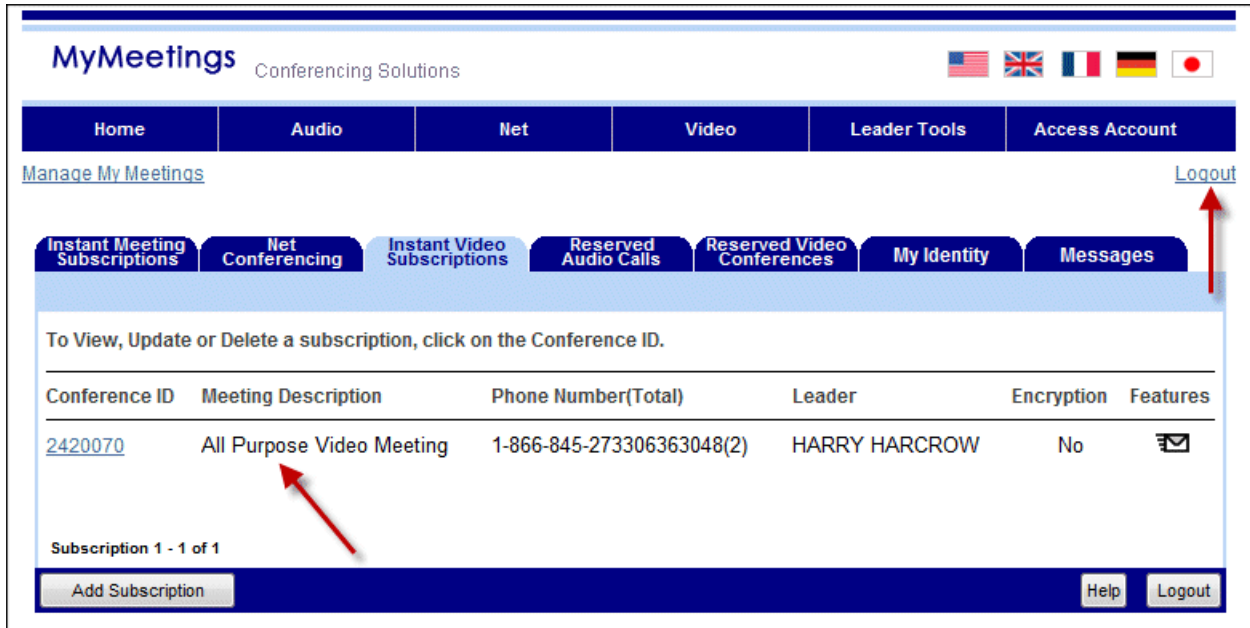 MyMeetings Conferencing Solutions
Home Audio Net Video Leader Tools Access Account
Manage My Meetings Logout
Instant Meeting Subscriptions Net Conferencing Instant Video Subscriptions Reserved Audio Calls Reserved Video Conferences My Identity Messages
To View, Update or Delete a subscription, click on the Conference ID.
Conference ID Meeting Description Phone Number(Total) Leader Encryption Features
2420070 All Purpose Video Meeting 1-866-845-273306363048(2) HARRY HARCROW No
Subscription 1 - 1 of 1
Add Subscription Help Logout